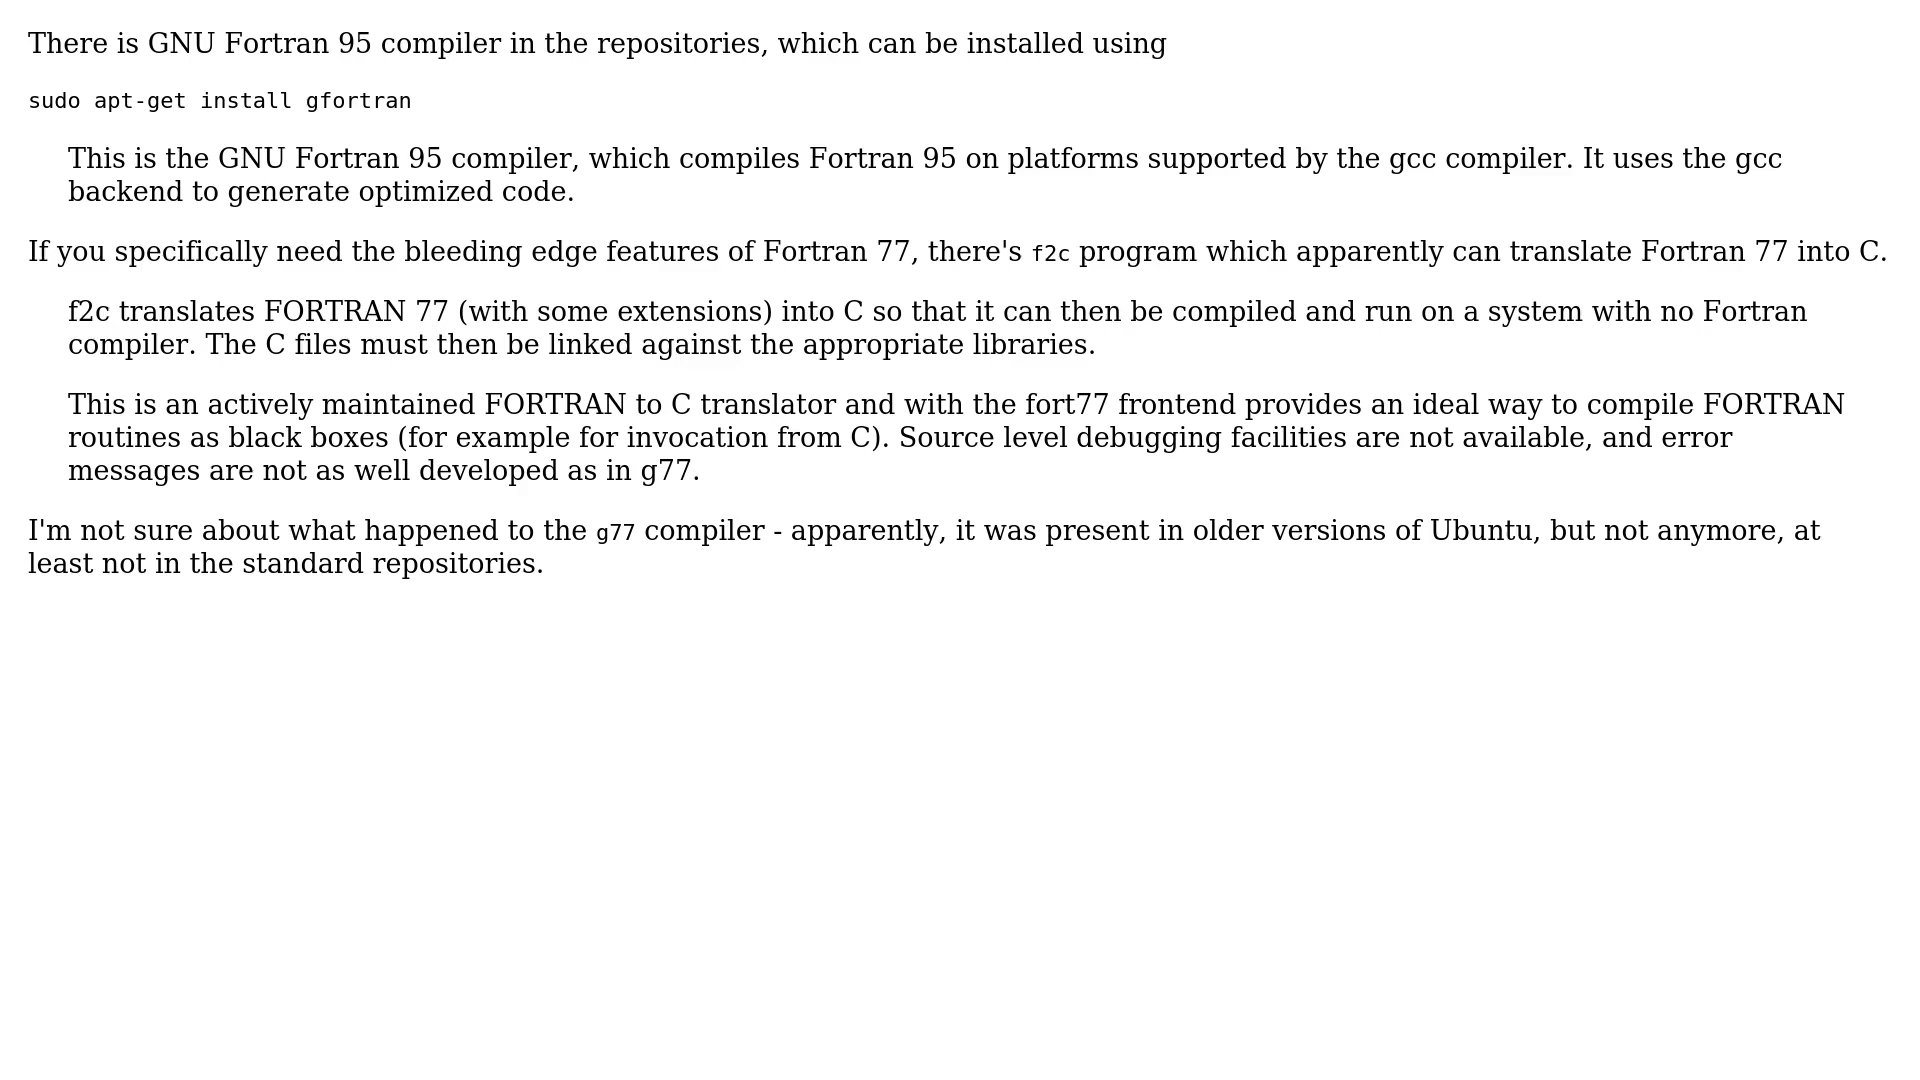 There is GNU Fortran 95 compiler in the repositories, which can be installed using
sudo apt-get install gfortran
This is the GNU Fortran 95 compiler, which compiles Fortran 95 on platforms supported by the gcc compiler. It uses the gcc
backend to generate optimized code.
If you specifically need the bleeding edge features of Fortran 77, there's f2c program which apparently can translate Fortran 77 into C.
f2c translates FORTRAN 77 (with some extensions) into C so that it can then be compiled and run on a system with no Fortran
compiler. The C files must then be linked against the appropriate libraries.
This is an actively maintained FORTRAN to C translator and with the fort77 frontend provides an ideal way to compile FORTRAN
routines as black boxes (for example for invocation from C). Source level debugging facilities are not available, and error
messages are not as well developed as in g77.
I'm not sure about what happened to the g77 compiler - apparently, it was present in older versions of Ubuntu, but not anymore, at
least not in the standard repositories.